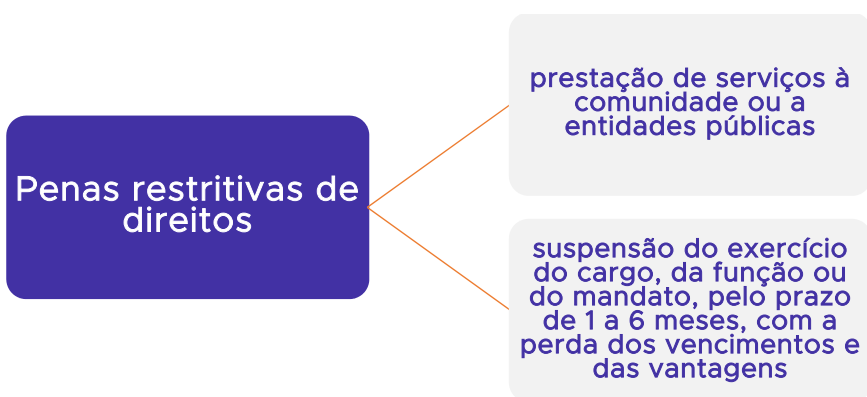 Penas restritivas de
direitos
prestação de serviços à
comunidade ou a
entidades públicas
suspensão do exercício
do cargo, da função ou
do mandato, pelo prazo
de 1 a 6 meses, com a
perda dos vencimentos e
das vantagens